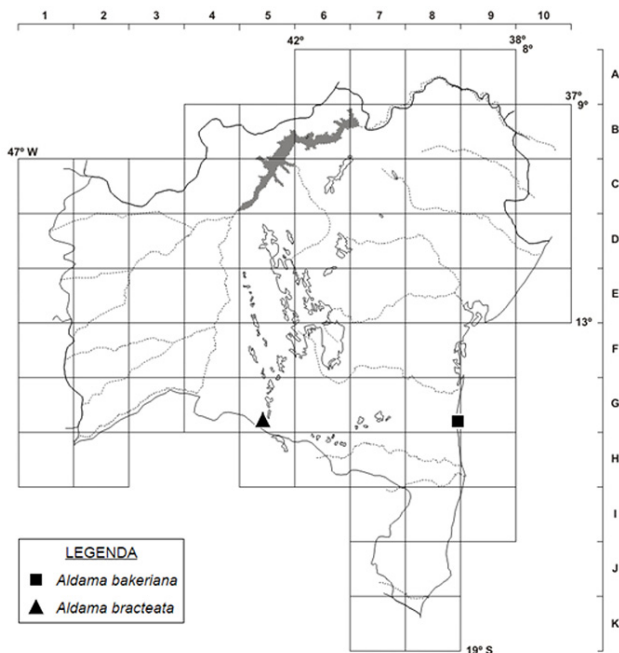 1 2 3 4 5 6 7 8 9 10
42° 38°
8°
A
37°
9°
B
47° W
C
D
E
13°
F
G
H
I
LEGENDA
Aldama bakeriana
J
Aldama bracteata
K
19° S